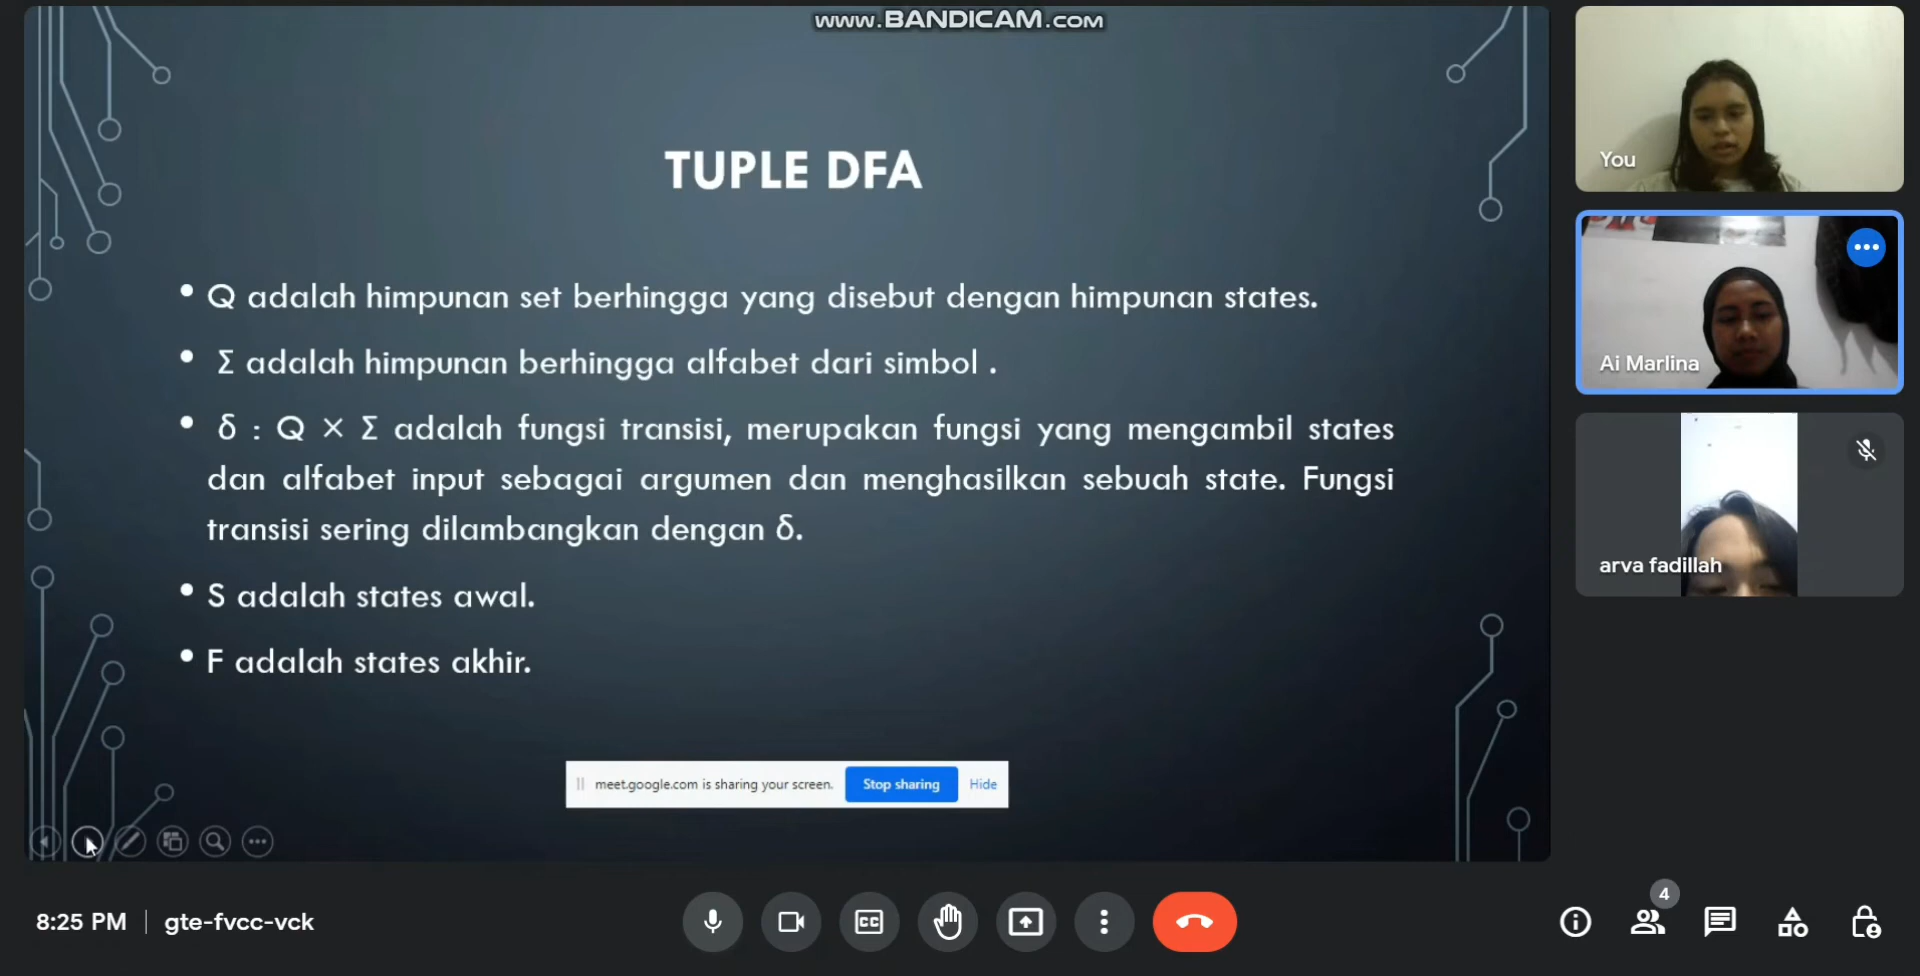 www.BANDICAM.com
TUPLE DFA
• Q adalah himpunan set berhingga yang disebut dengan himpunan states.
• Σ adalah himpunan berhingga alfabet dari simbol .
• δ : Q × Σ adalah fungsi transisi, merupakan fungsi yang mengambil states
dan alfabet input sebagai argumen dan menghasilkan sebuah state. Fungsi
transisi sering dilambangkan dengan δ.
• S adalah states awal.
• F adalah states akhir.
meet.google.com is sharing your screen. Stop sharing Hide
You
Ai Marlina
arva fadillah
8:25 PM | gte-fvcc-vck
CC
4